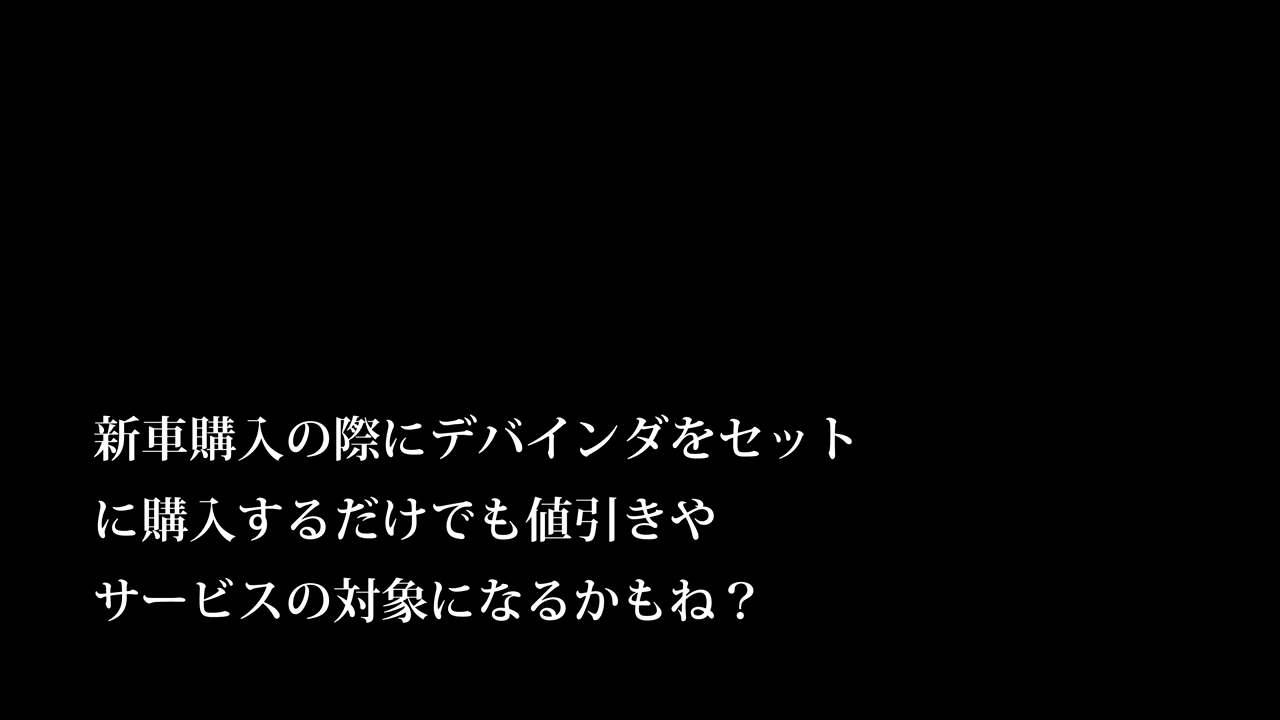 新車購入の際にデバインダをセット
に購入するだけでも値引きや
サービスの対象になるかもね？